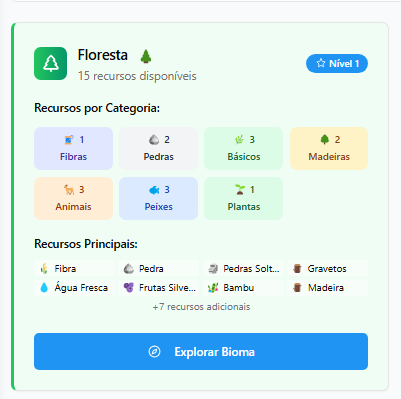 Floresta
15 recursos disponíveis
Nível 1
Recursos por Categoria:
1 2 3 2
Fibras Pedras Básicos Madeiras
3 3 1
Animais Peixes Plantas
Recursos Principais:
Fibra Pedra Pedras Solt... Gravetos
Água Fresca Frutas Silve... Bambu Madeira
+7 recursos adicionais
Explorar Bioma